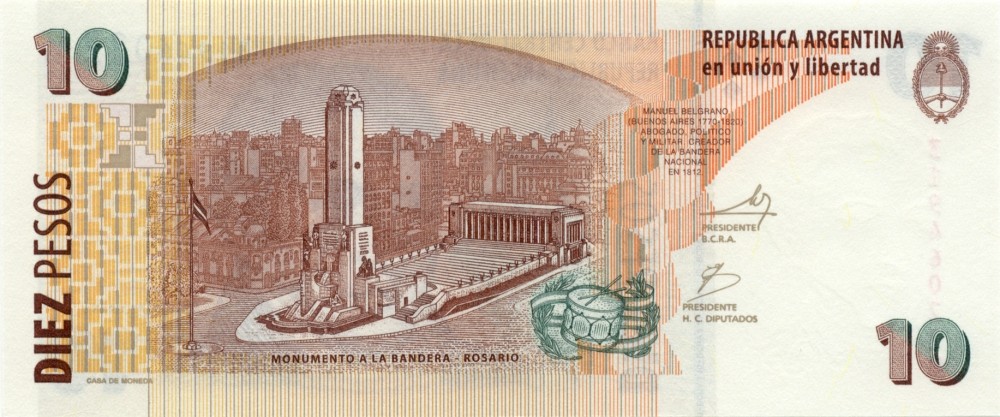 10
REPUBLICA ARGENTINA
en unión y libertad
MANUEL BELGRANO
(BUENOS AIRES 1770-1820)
ABOGADO, POLITICO
Y MILITAR. CREADOR
DE LA BANDERA
NACIONAL
EN 1812.
DIEZ PESOS
PRESIDENTE
B.C.R.A.
PRESIDENTE
H. C. DIPUTADOS
MONUMENTO A LA BANDERA - ROSARIO
CASA DE MONEDA
10